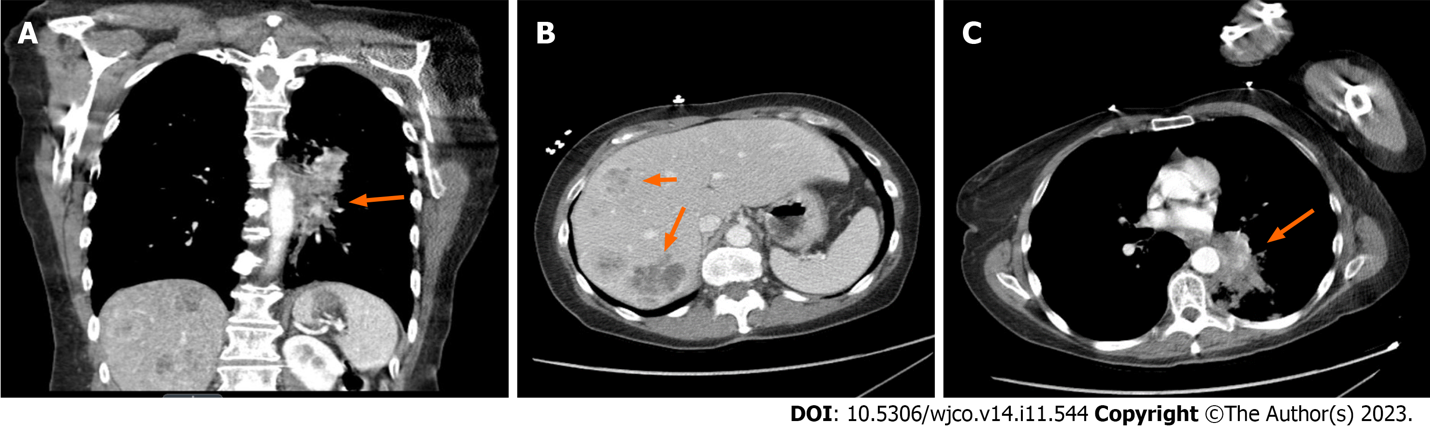 A
B
C
DOI: 10.5306/wjco.v14.i11.544 Copyright ©The Author(s) 2023.